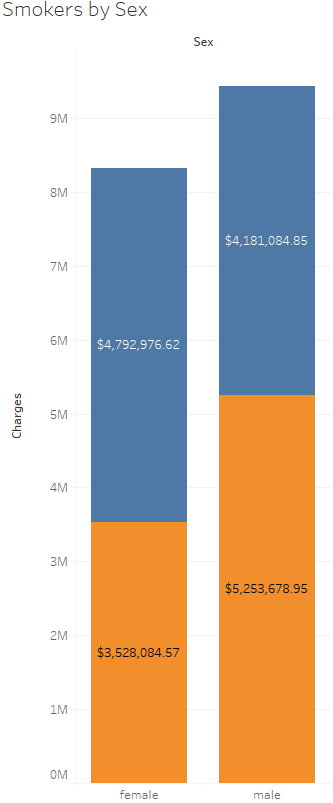 Smokers by Sex
Sex
9M
8M
7M
6M
5M
4M
3M
2M
1M
0M
Charges
$4,792,976.62
$3,528,084.57
$4,181,084.85
$5,253,678.95
female
male